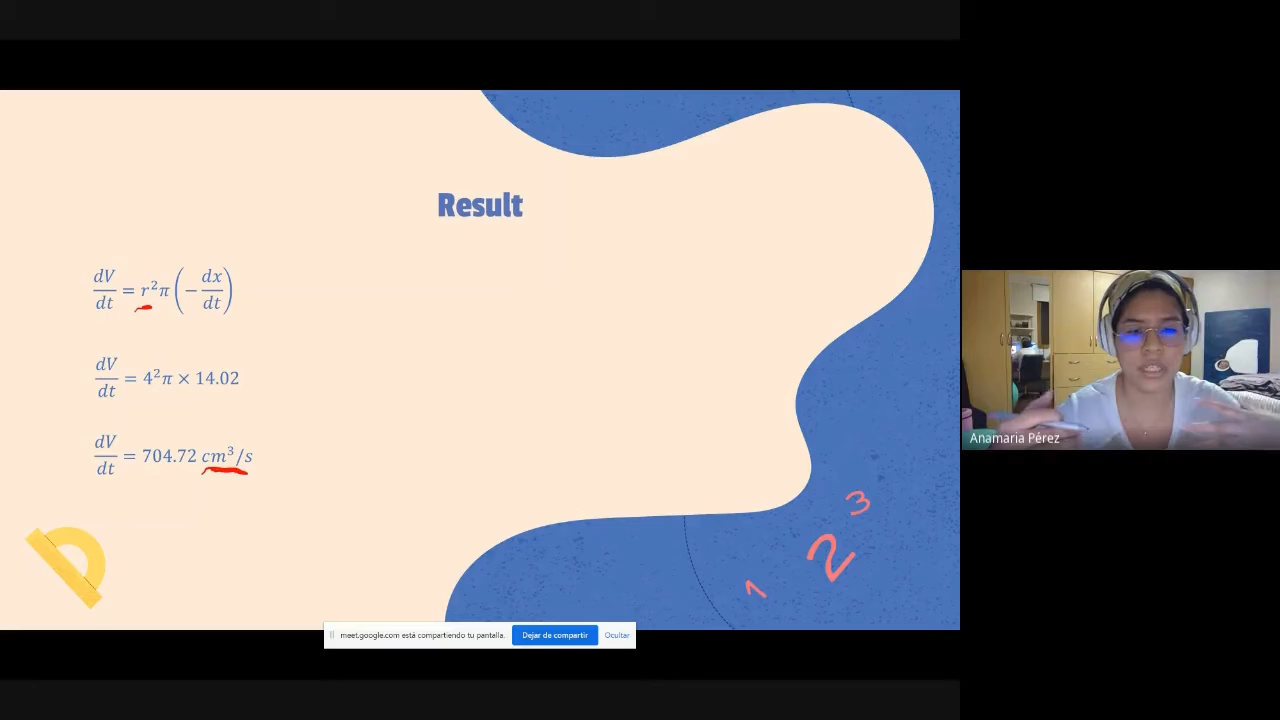 Result
dV/dt = r²π(−dx/dt)
dV/dt = 4²π × 14.02
dV/dt = 704.72 cm³/s
1 2 3
Anamaria Pérez
meet.google.com está compartiendo tu pantalla.
Dejar de compartir
Ocultar